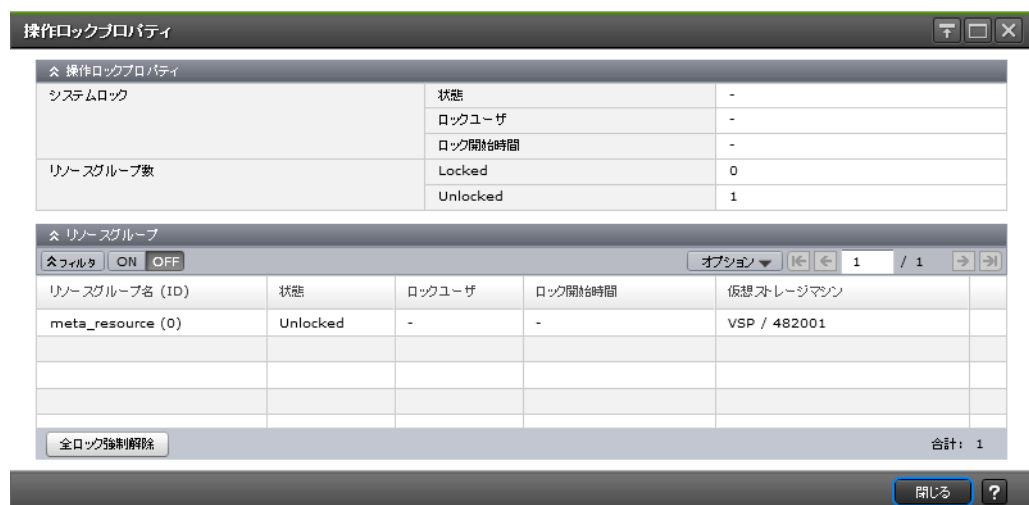 操作ロックプロパティ
操作ロックプロパティ
システムロック 状態 -
ロックユーザ -
ロック開始時間 -
リソースグループ数 Locked 0
Unlocked 1
リソースグループ
フィルタ ON OFF オプション 1 / 1
リソースグループ名 (ID) 状態 ロックユーザ ロック開始時間 仮想ストレージマシン
meta_resource (0) Unlocked - - VSP / 482001
全ロック強制解除 合計: 1
閉じる ?